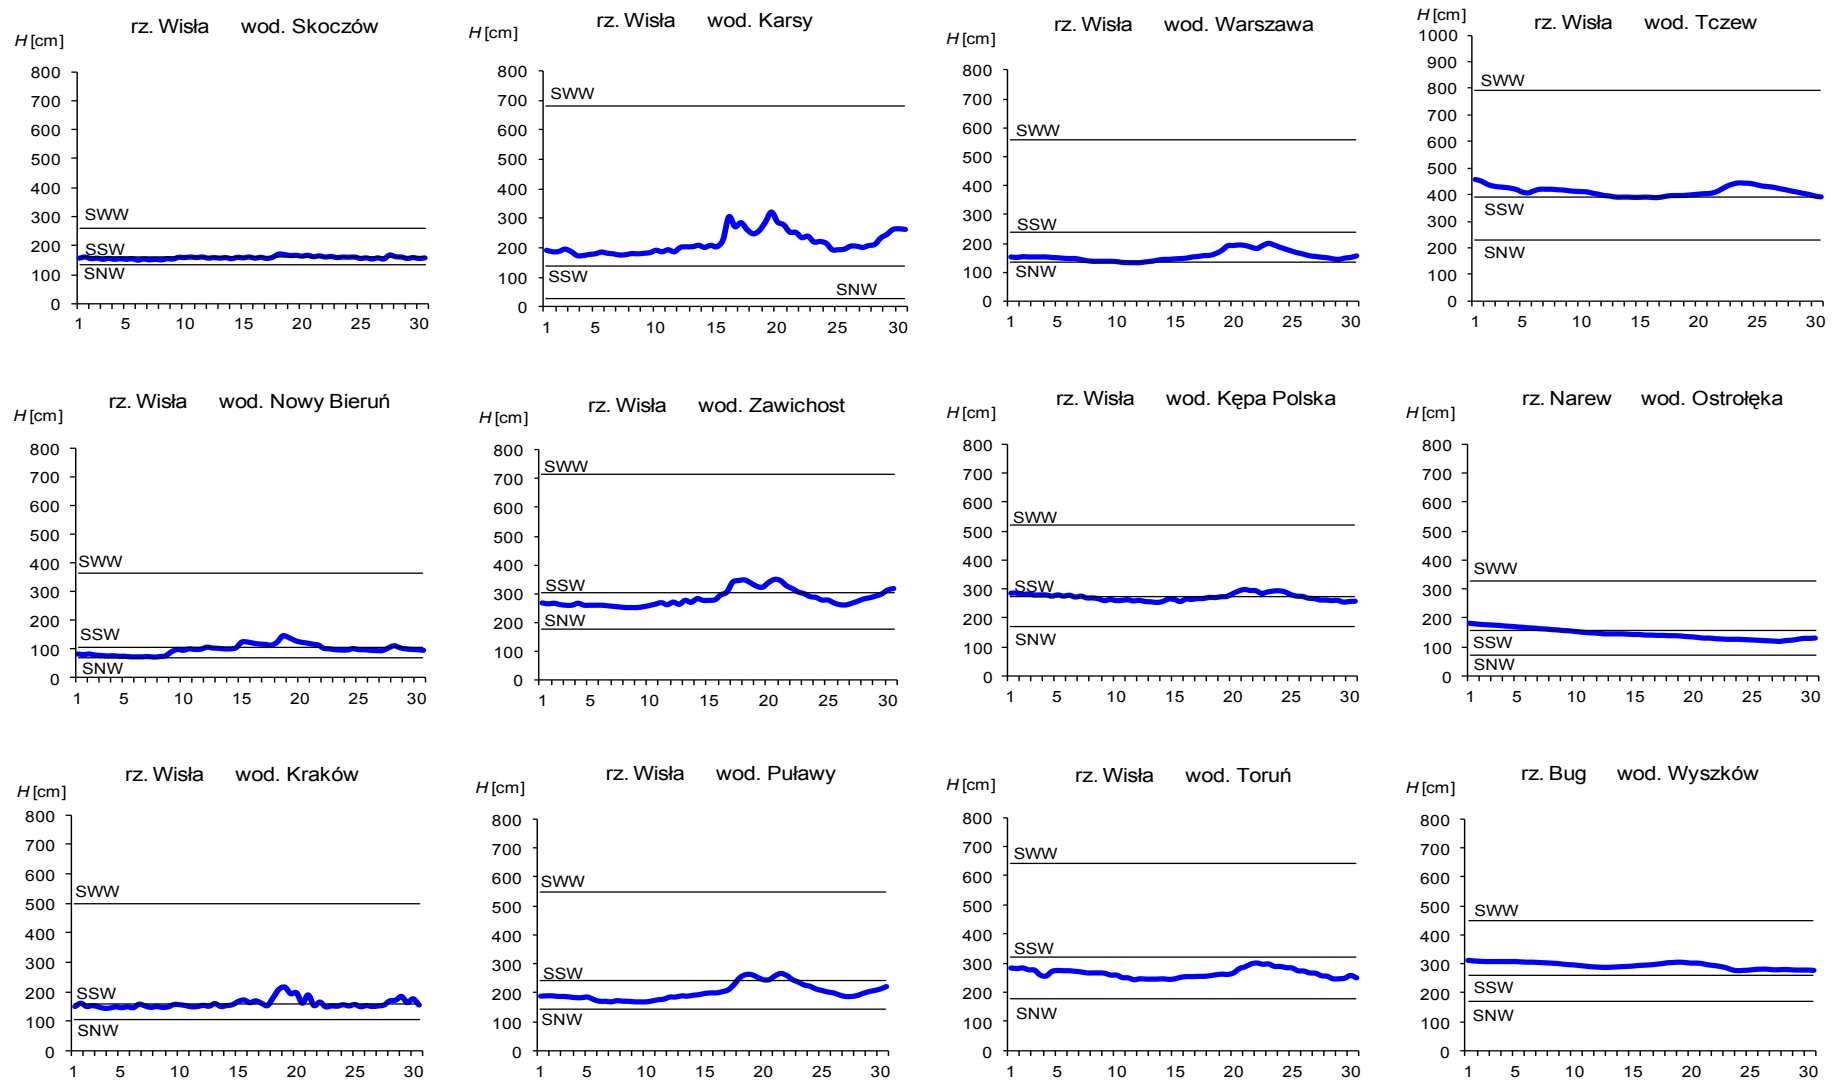 rz. Wisła wod. Skoczów
H [cm]
800
700
600
500
400
300
200
100
0
SWW
SSW
SNW
1 5 10 15 20 25 30
rz. Wisła wod. Karsy
H [cm]
800
700
600
500
400
300
200
100
0
SWW
SSW
SNW
1 5 10 15 20 25 30
rz. Wisła wod. Warszawa
H [cm]
800
700
600
500
400
300
200
100
0
SWW
SSW
SNW
1 5 10 15 20 25 30
rz. Wisła wod. Tczew
H [cm]
1000
900
800
700
600
500
400
300
200
100
0
SWW
SSW
SNW
1 5 10 15 20 25 30
rz. Wisła wod. Nowy Bieruń
H [cm]
800
700
600
500
400
300
200
100
0
SWW
SSW
SNW
1 5 10 15 20 25 30
rz. Wisła wod. Zawichost
H [cm]
800
700
600
500
400
300
200
100
0
SWW
SSW
SNW
1 5 10 15 20 25 30
rz. Wisła wod. Kępa Polska
H [cm]
800
700
600
500
400
300
200
100
0
SWW
SSW
SNW
1 5 10 15 20 25 30
rz. Narew wod. Ostrołęka
H [cm]
800
700
600
500
400
300
200
100
0
SWW
SSW
SNW
1 5 10 15 20 25 30
rz. Wisła wod. Kraków
H [cm]
800
700
600
500
400
300
200
100
0
SWW
SSW
SNW
1 5 10 15 20 25 30
rz. Wisła wod. Puławy
H [cm]
800
700
600
500
400
300
200
100
0
SWW
SSW
SNW
1 5 10 15 20 25 30
rz. Wisła wod. Toruń
H [cm]
800
700
600
500
400
300
200
100
0
SWW
SSW
SNW
1 5 10 15 20 25 30
rz. Bug wod. Wyszków
H [cm]
800
700
600
500
400
300
200
100
0
SWW
SSW
SNW
1 5 10 15 20 25 30